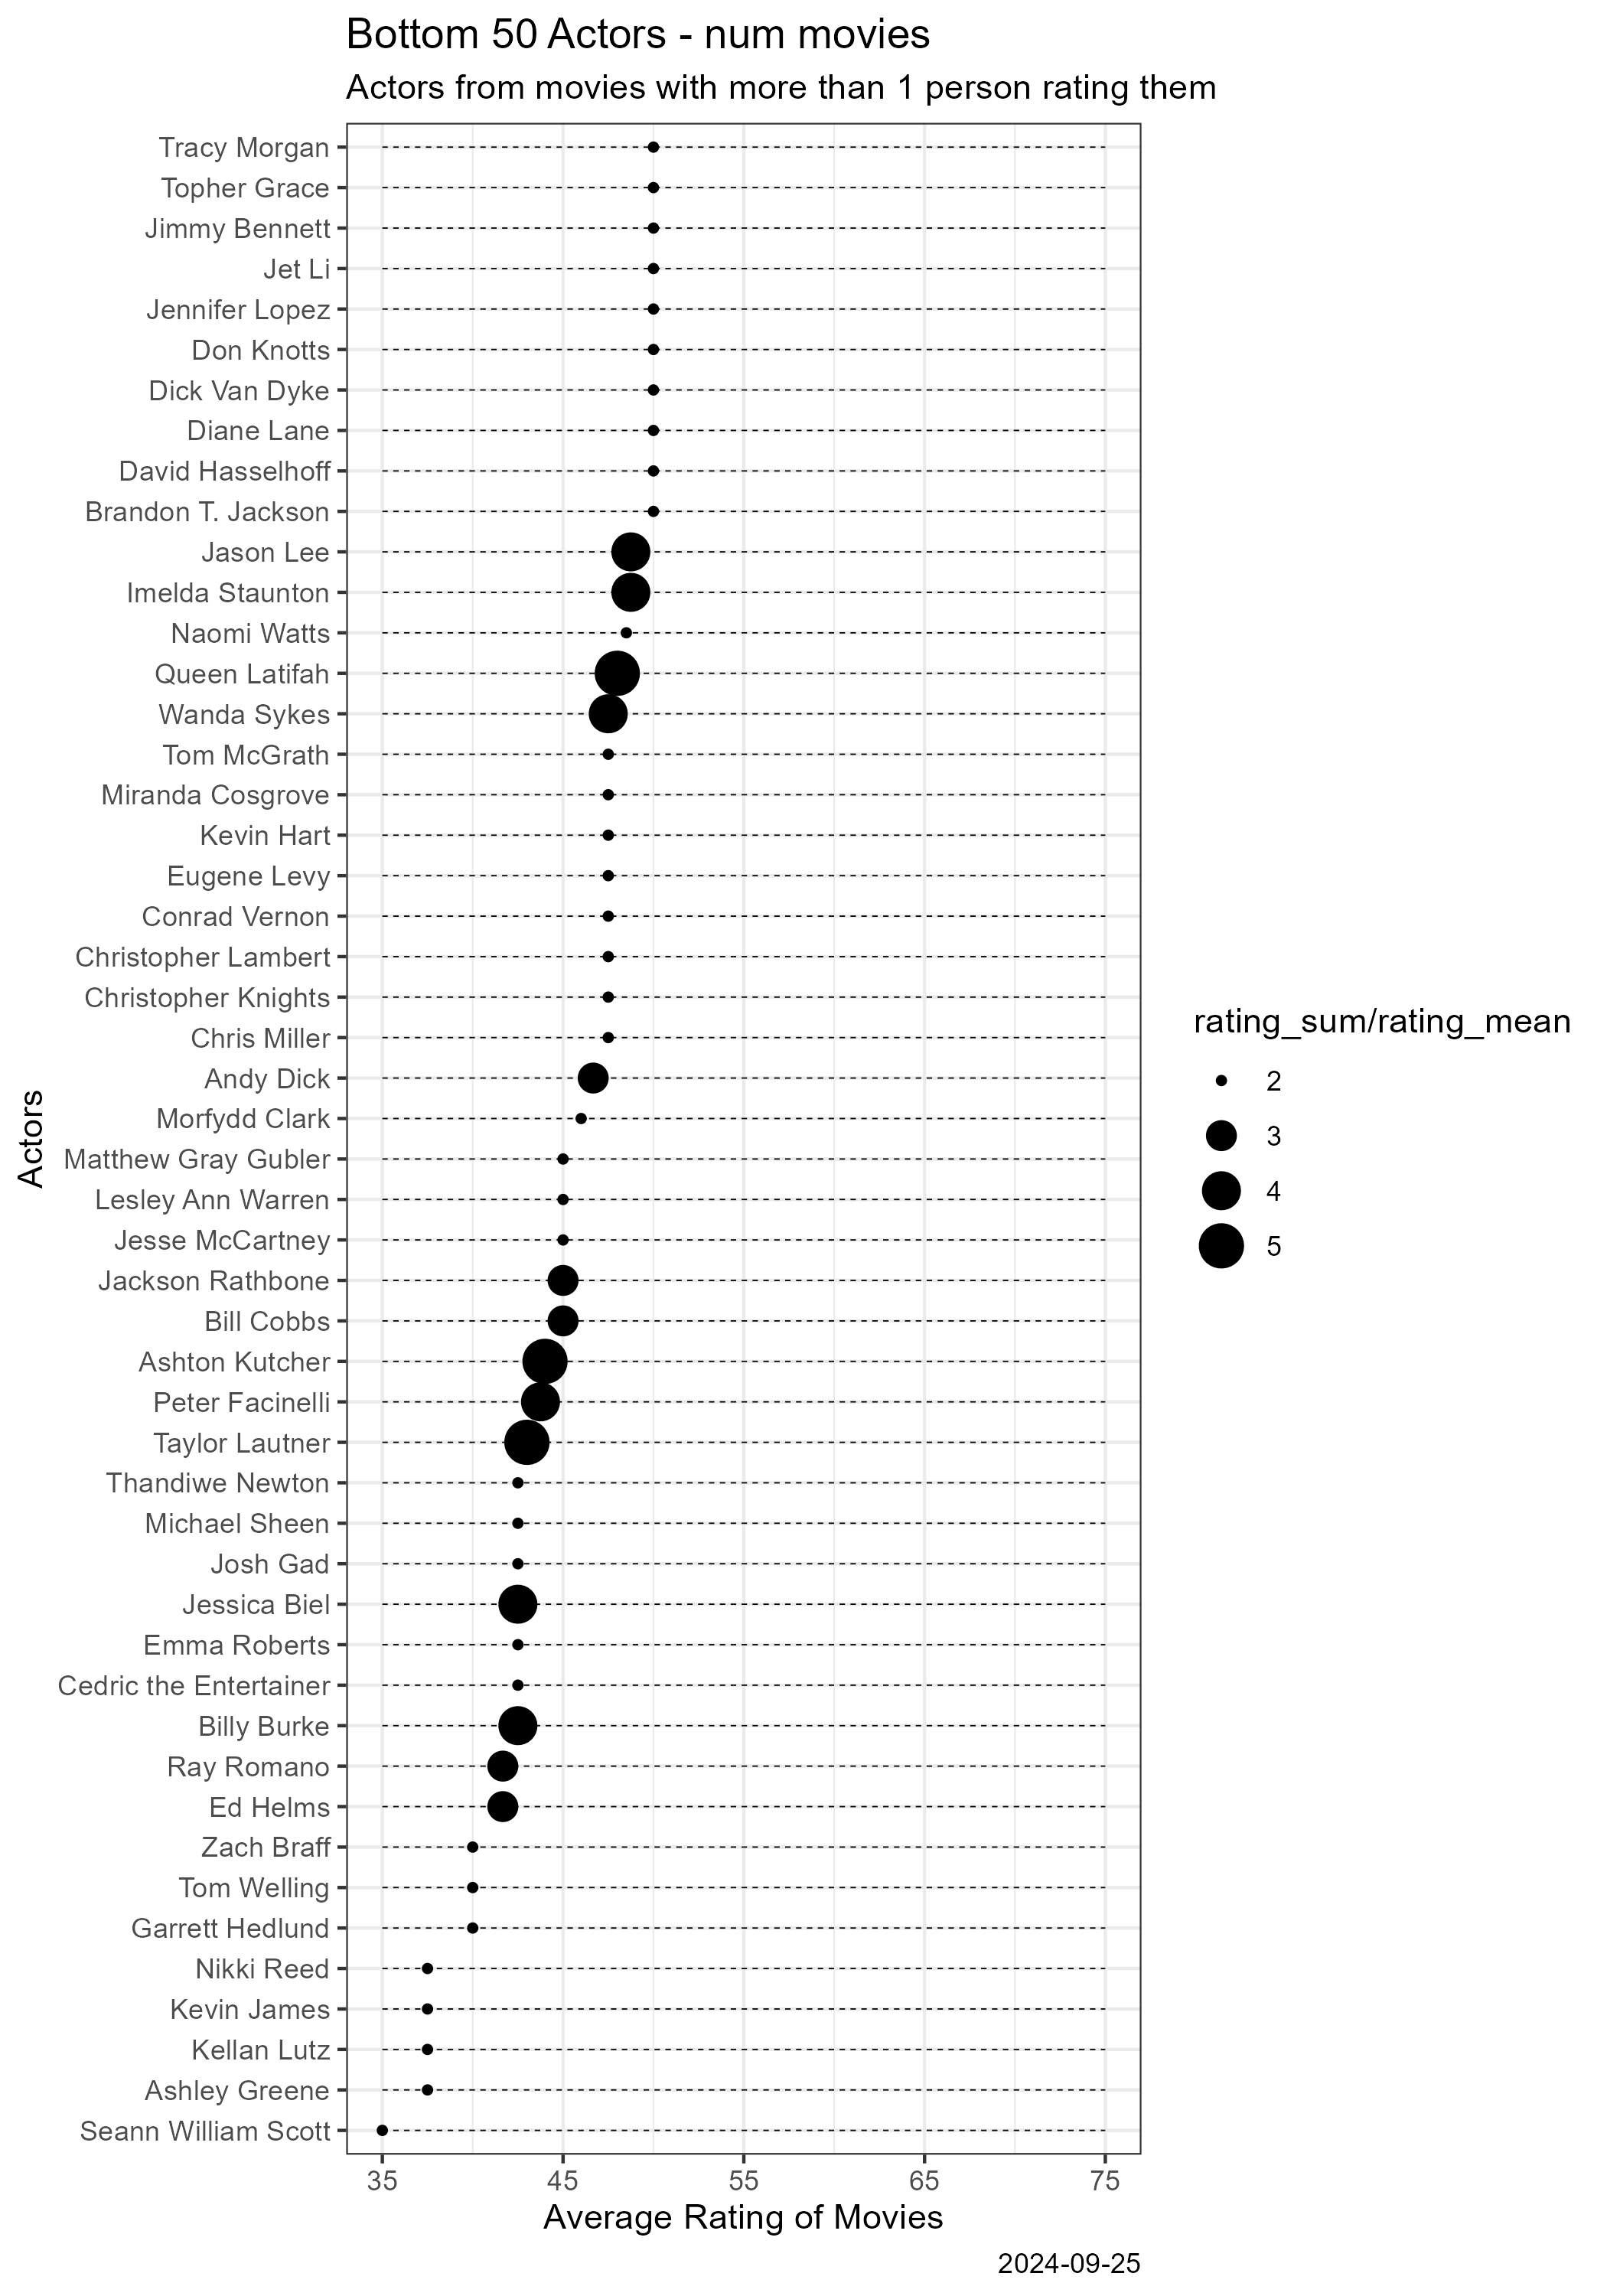 Bottom 50 Actors - num movies
Actors from movies with more than 1 person rating them
Tracy Morgan
Topher Grace
Jimmy Bennett
Jet Li
Jennifer Lopez
Don Knotts
Dick Van Dyke
Diane Lane
David Hasselhoff
Brandon T. Jackson
Jason Lee
Imelda Staunton
Naomi Watts
Queen Latifah
Wanda Sykes
Tom McGrath
Miranda Cosgrove
Kevin Hart
Eugene Levy
Conrad Vernon
Christopher Lambert
Christopher Knights
Chris Miller
Andy Dick
Morfydd Clark
Matthew Gray Gubler
Lesley Ann Warren
Jesse McCartney
Jackson Rathbone
Bill Cobbs
Ashton Kutcher
Peter Facinelli
Taylor Lautner
Thandiwe Newton
Michael Sheen
Josh Gad
Jessica Biel
Emma Roberts
Cedric the Entertainer
Billy Burke
Ray Romano
Ed Helms
Zach Braff
Tom Welling
Garrett Hedlund
Nikki Reed
Kevin James
Kellan Lutz
Ashley Greene
Seann William Scott
Actors
35 45 55 65 75
Average Rating of Movies
rating_sum/rating_mean
2
3
4
5
2024-09-25